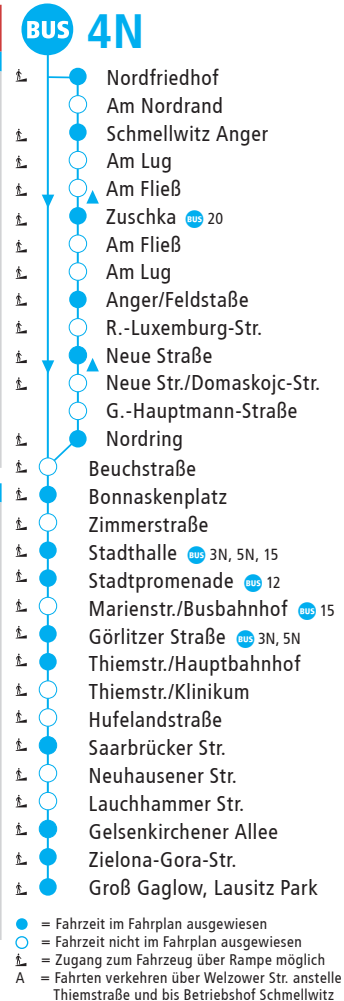 BUS 4N
Nordfriedhof
Am Nordrand
Schmellwitz Anger
Am Lug
Am Fließ
Zuschka BUS 20
Am Fließ
Am Lug
Anger/Feldstaße
R.-Luxemburg-Str.
Neue Straße
Neue Str./Domaskojc-Str.
G.-Hauptmann-Straße
Nordring
Beuchstraße
Bonnaskenplatz
Zimmerstraße
Stadthalle BUS 3N, 5N, 15
Stadtpromenade BUS 12
Marienstr./Busbahnhof BUS 15
Görlitzer Straße BUS 3N, 5N
Thiemstr./Hauptbahnhof
Thiemstr./Klinikum
Hufelandstraße
Saarbrücker Str.
Neuhausener Str.
Lauchhammer Str.
Gelsenkirchener Allee
Zielona-Gora-Str.
Groß Gaglow, Lausitz Park
= Fahrzeit im Fahrplan ausgewiesen
= Fahrzeit nicht im Fahrplan ausgewiesen
= Zugang zum Fahrzeug über Rampe möglich
A = Fahrten verkehren über Welzower Str. anstelle
Thiemstraße und bis Betriebshof Schmellwitz